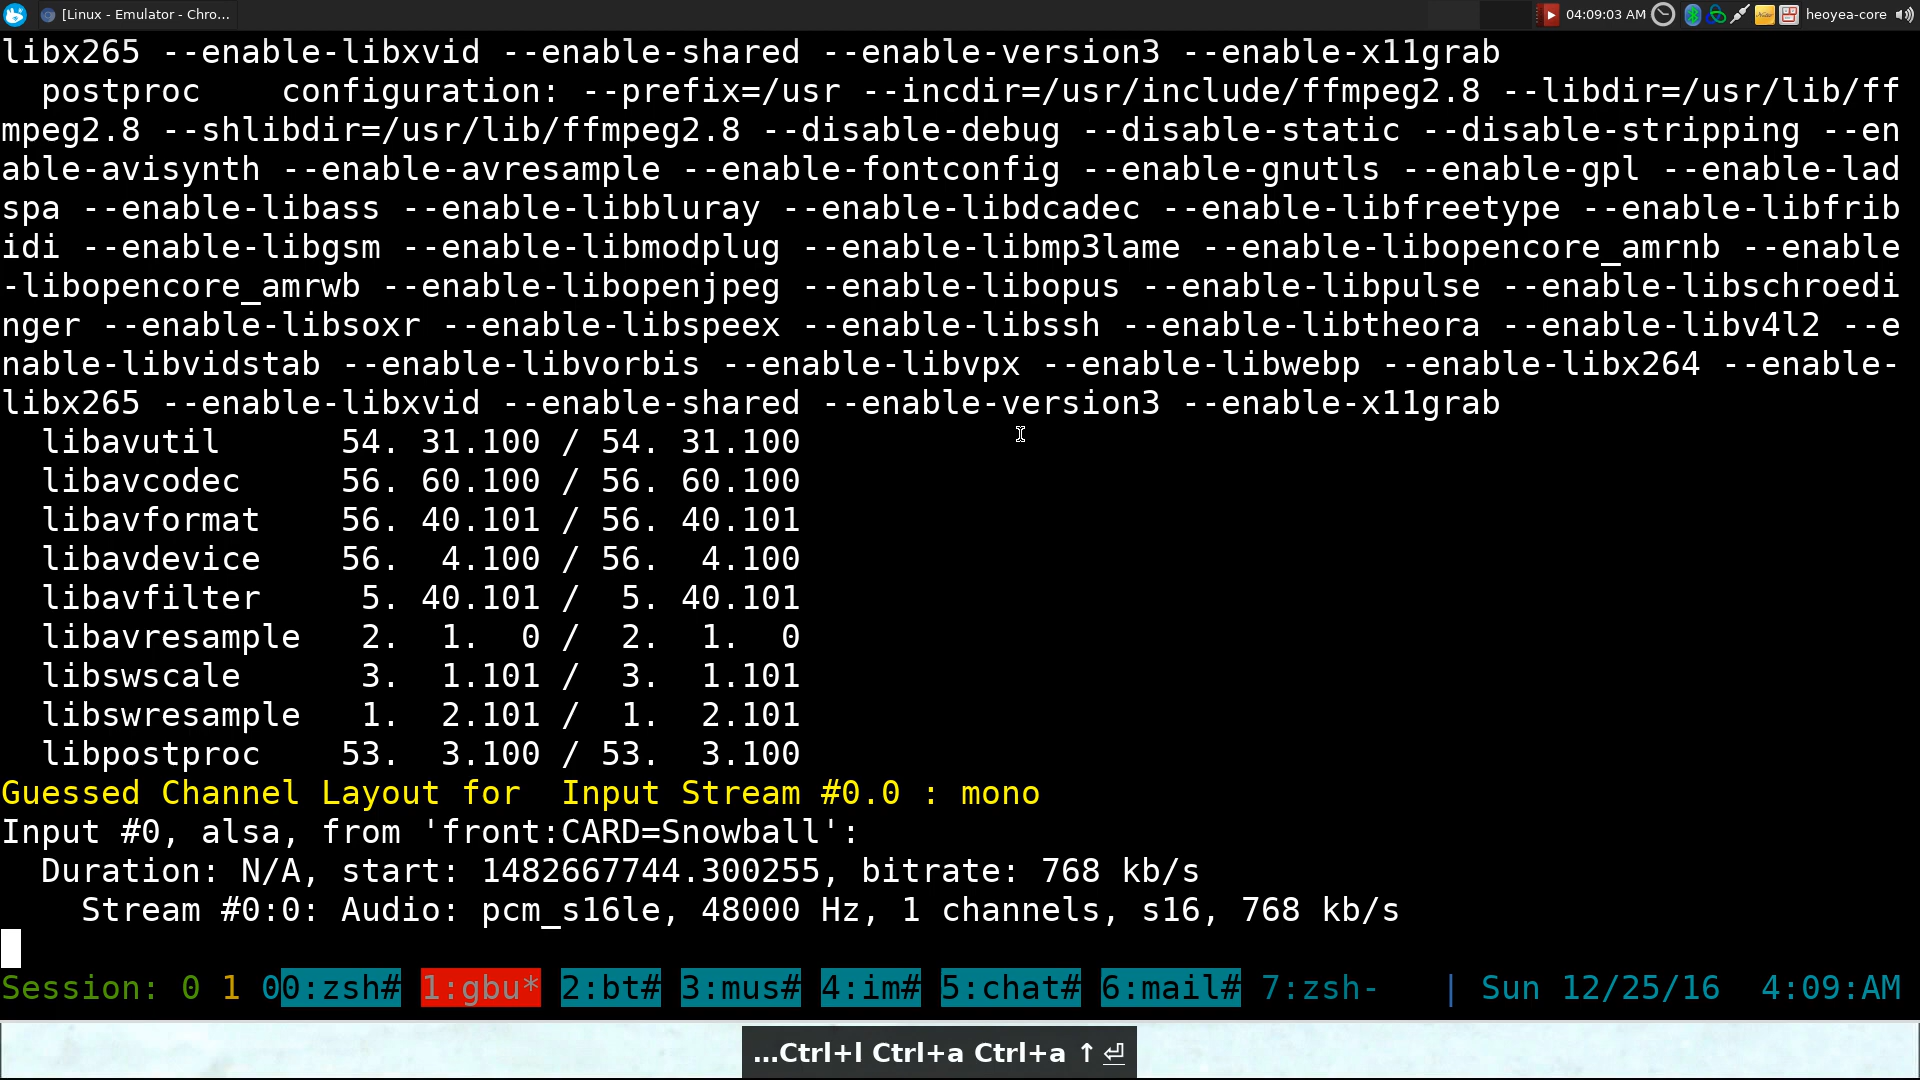 [Linux - Emulator - Chro...
04:09:03 AM
heoyea-core
libx265 --enable-libxvid --enable-shared --enable-version3 --enable-x11grab
  postproc    configuration: --prefix=/usr --incdir=/usr/include/ffmpeg2.8 --libdir=/usr/lib/ff
mpeg2.8 --shlibdir=/usr/lib/ffmpeg2.8 --disable-debug --disable-static --disable-stripping --en
able-avisynth --enable-avresample --enable-fontconfig --enable-gnutls --enable-gpl --enable-lad
spa --enable-libass --enable-libbluray --enable-libdcadec --enable-libfreetype --enable-libfrib
idi --enable-libgsm --enable-libmodplug --enable-libmp3lame --enable-libopencore_amrnb --enable
-libopencore_amrwb --enable-libopenjpeg --enable-libopus --enable-libpulse --enable-libschroedi
nger --enable-libsoxr --enable-libspeex --enable-libssh --enable-libtheora --enable-libv4l2 --e
nable-libvidstab --enable-libvorbis --enable-libvpx --enable-libwebp --enable-libx264 --enable-
libx265 --enable-libxvid --enable-shared --enable-version3 --enable-x11grab
  libavutil      54. 31.100 / 54. 31.100
  libavcodec     56. 60.100 / 56. 60.100
  libavformat    56. 40.101 / 56. 40.101
  libavdevice    56.  4.100 / 56.  4.100
  libavfilter     5. 40.101 /  5. 40.101
  libavresample   2.  1.  0 /  2.  1.  0
  libswscale      3.  1.101 /  3.  1.101
  libswresample   1.  2.101 /  1.  2.101
  libpostproc    53.  3.100 / 53.  3.100
Guessed Channel Layout for  Input Stream #0.0 : mono
Input #0, alsa, from 'front:CARD=Snowball':
  Duration: N/A, start: 1482667744.300255, bitrate: 768 kb/s
    Stream #0:0: Audio: pcm_s16le, 48000 Hz, 1 channels, s16, 768 kb/s
Session: 0 1 00:zsh# 1:gbu* 2:bt# 3:mus# 4:im# 5:chat# 6:mail# 7:zsh-   | Sun 12/25/16  4:09:AM
...Ctrl+l Ctrl+a Ctrl+a ↑ ⏎